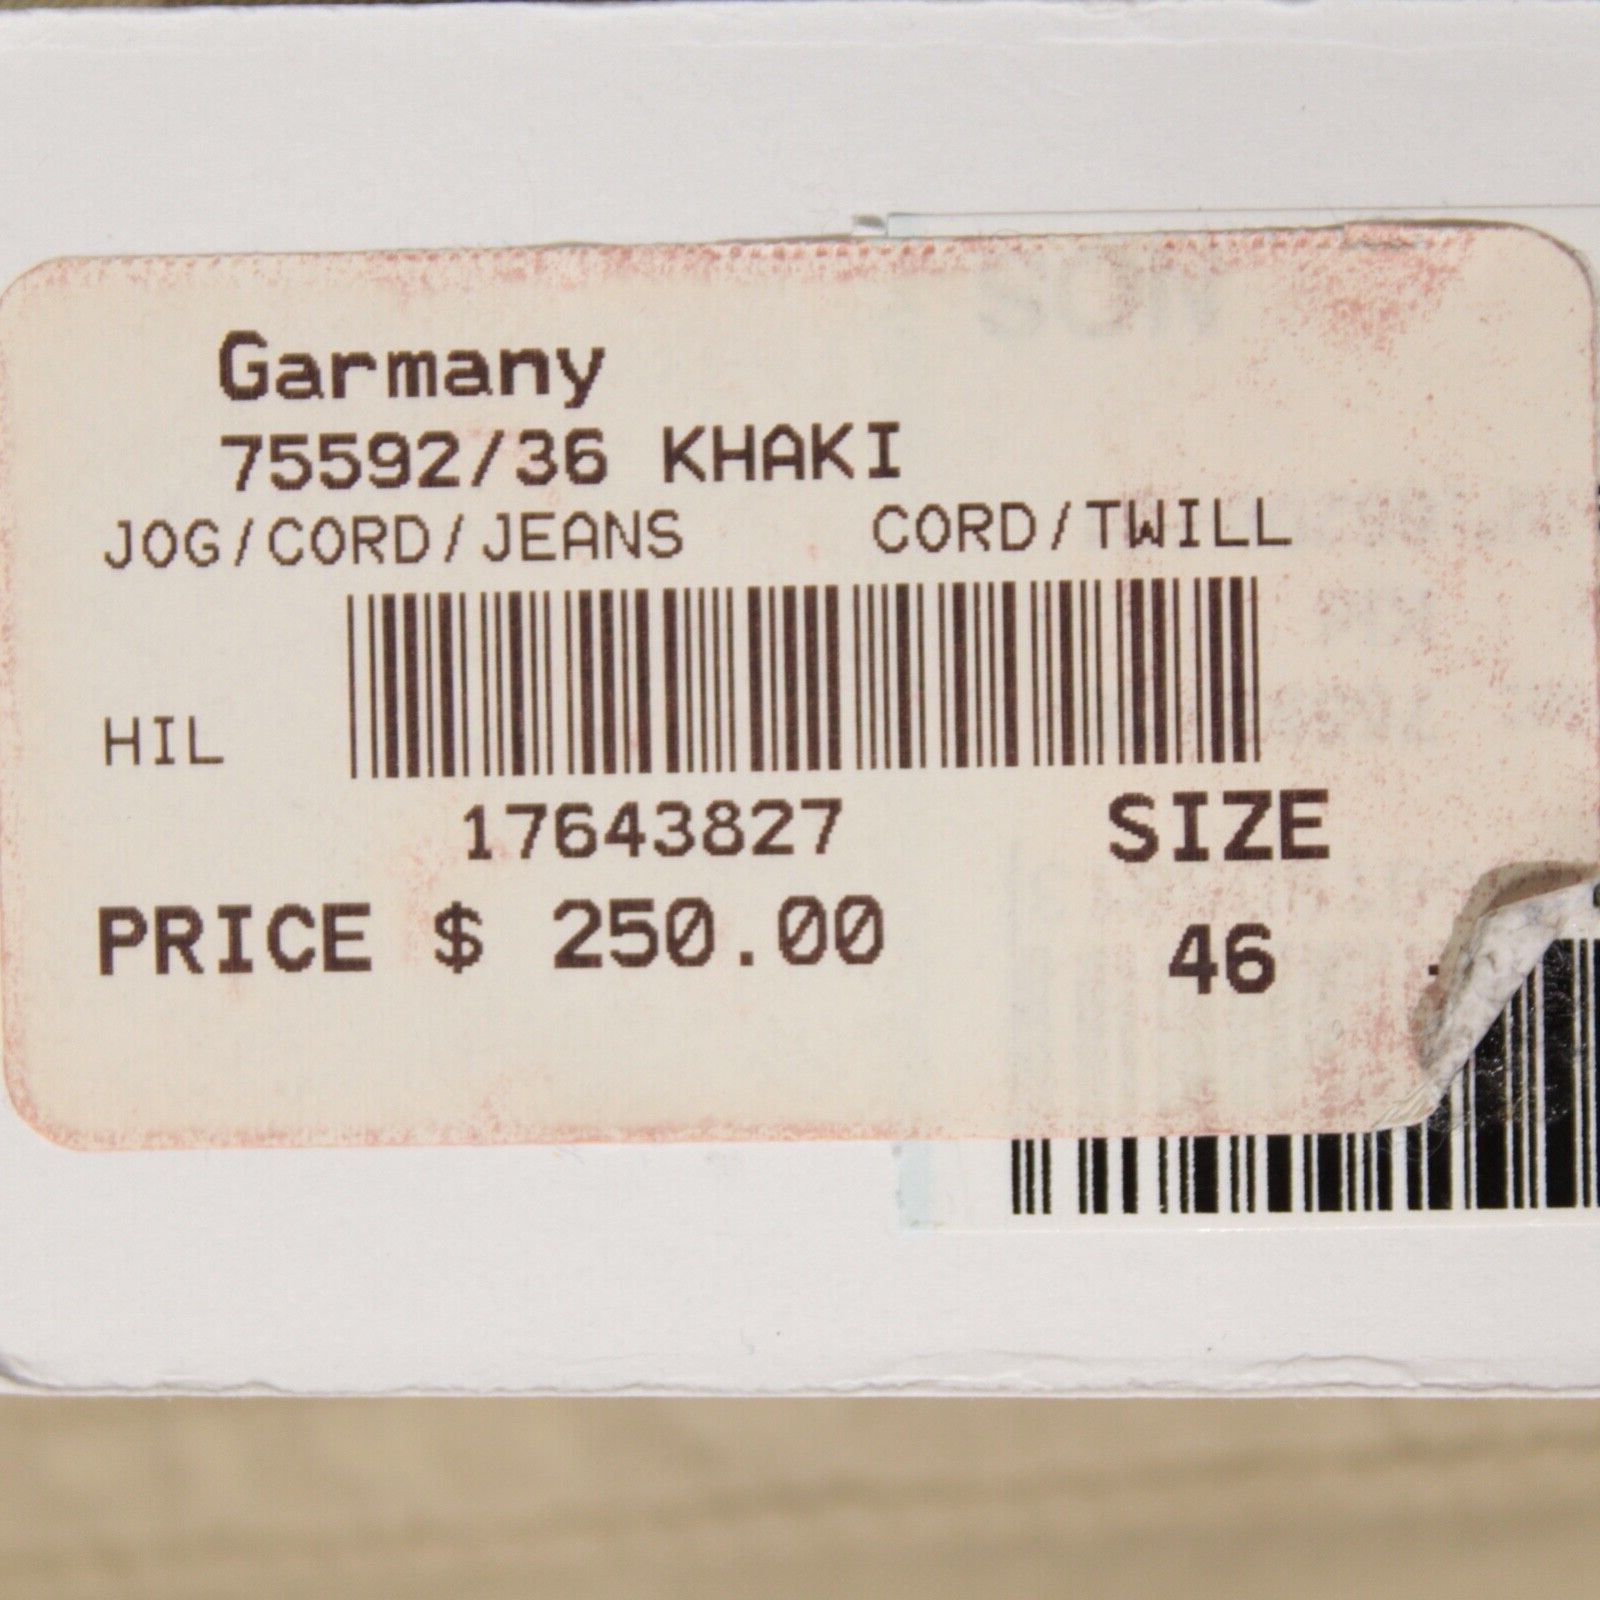 Garmany
75592/36 KHAKI
JOG/CORD/JEANS CORD/TWILL
HIL
17643827 SIZE
PRICE $ 250.00 46